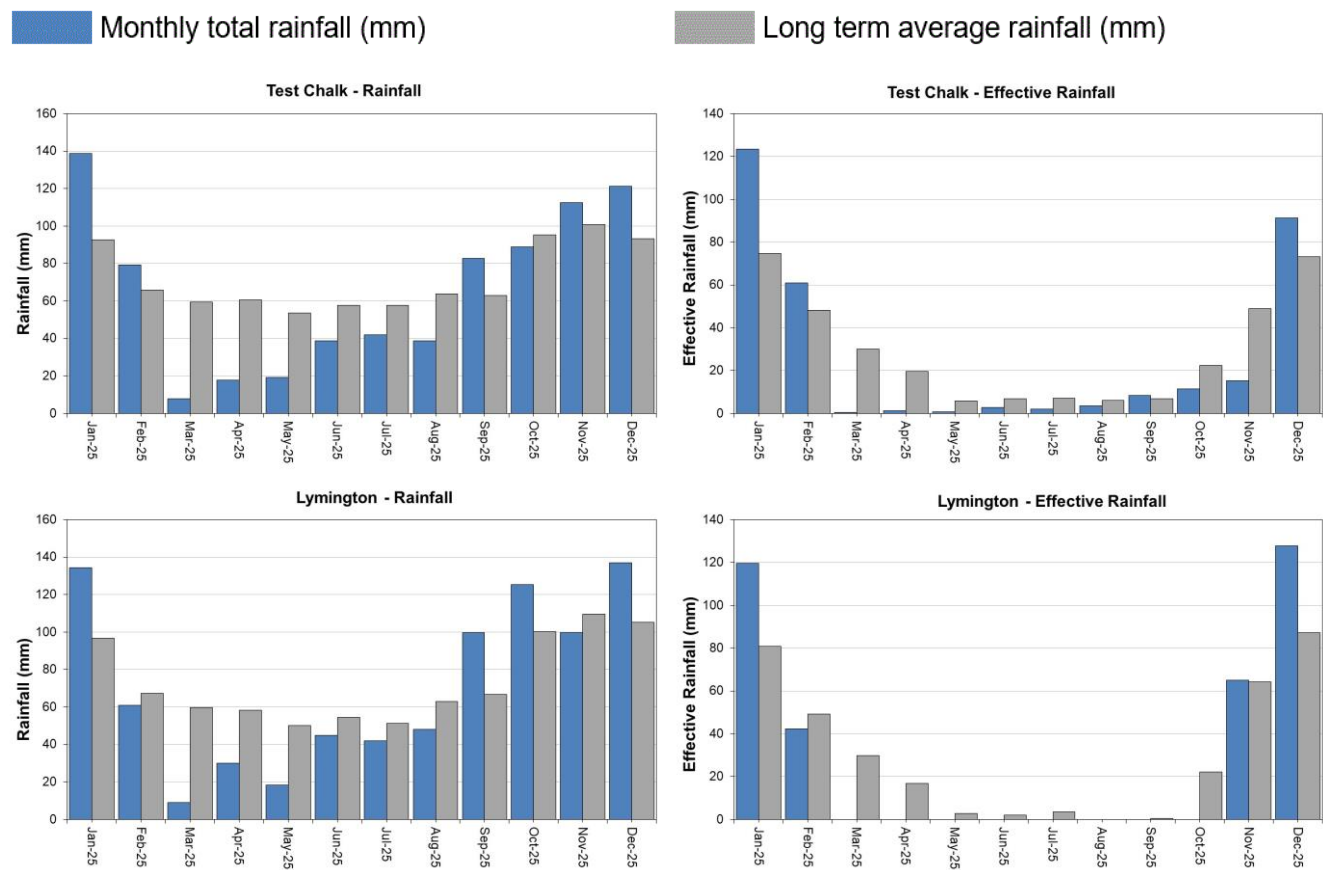 Monthly total rainfall (mm)
Long term average rainfall (mm)
Test Chalk - Rainfall
Rainfall (mm)
160
140
120
100
80
60
40
20
0
Jan-25
Feb-25
Mar-25
Apr-25
May-25
Jun-25
Jul-25
Aug-25
Sep-25
Oct-25
Nov-25
Dec-25
Test Chalk - Effective Rainfall
Effective Rainfall (mm)
140
120
100
80
60
40
20
0
Jan-25
Feb-25
Mar-25
Apr-25
May-25
Jun-25
Jul-25
Aug-25
Sep-25
Oct-25
Nov-25
Dec-25
Lymington - Rainfall
Rainfall (mm)
160
140
120
100
80
60
40
20
0
Jan-25
Feb-25
Mar-25
Apr-25
May-25
Jun-25
Jul-25
Aug-25
Sep-25
Oct-25
Nov-25
Dec-25
Lymington - Effective Rainfall
Effective Rainfall (mm)
140
120
100
80
60
40
20
0
Jan-25
Feb-25
Mar-25
Apr-25
May-25
Jun-25
Jul-25
Aug-25
Sep-25
Oct-25
Nov-25
Dec-25